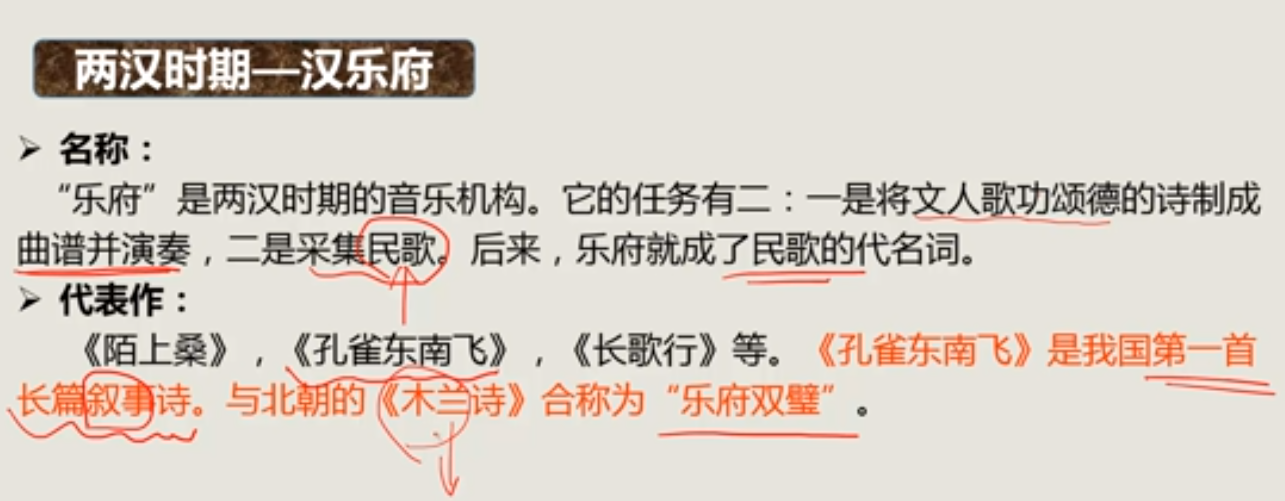 两汉时期—汉乐府
➢ 名称：
“乐府”是两汉时期的音乐机构。它的任务有二：一是将文人歌功颂德的诗制成
曲谱并演奏，二是采集民歌。后来，乐府就成了民歌的代名词。
➢ 代表作：
《陌上桑》，《孔雀东南飞》，《长歌行》等。《孔雀东南飞》是我国第一首
长篇叙事诗。与北朝的《木兰诗》合称为“乐府双璧”。